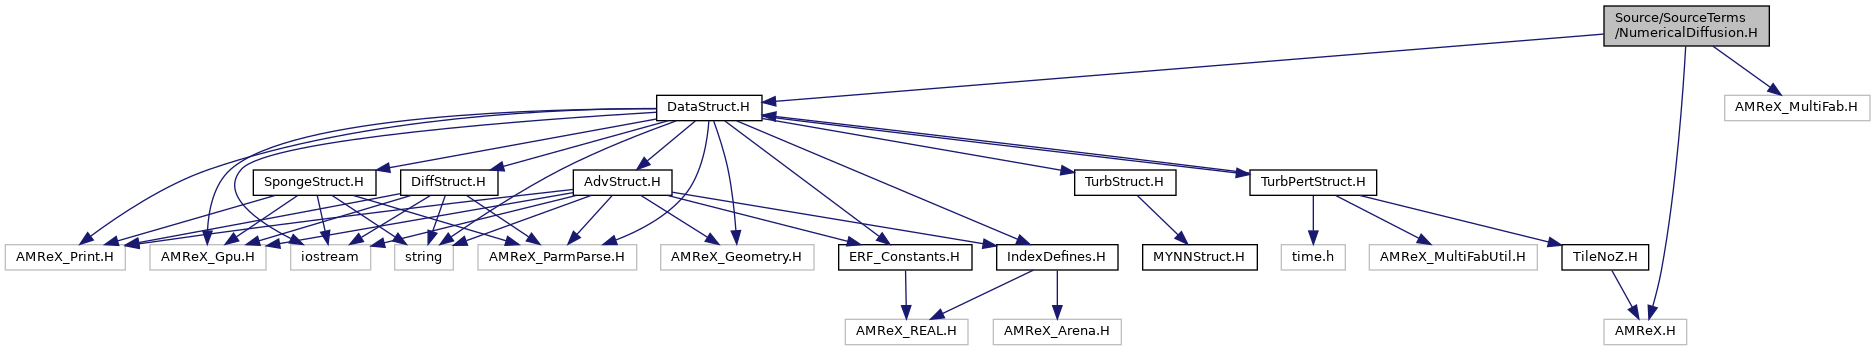 Source/SourceTerms
/NumericalDiffusion.H
DataStruct.H
AMReX_MultiFab.H
SpongeStruct.H
DiffStruct.H
AdvStruct.H
TurbStruct.H
TurbPertStruct.H
AMReX_Print.H
AMReX_Gpu.H
iostream
string
AMReX_ParmParse.H
AMReX_Geometry.H
ERF_Constants.H
IndexDefines.H
MYNNStruct.H
time.h
AMReX_MultiFabUtil.H
TileNoZ.H
AMReX_REAL.H
AMReX_Arena.H
AMReX.H